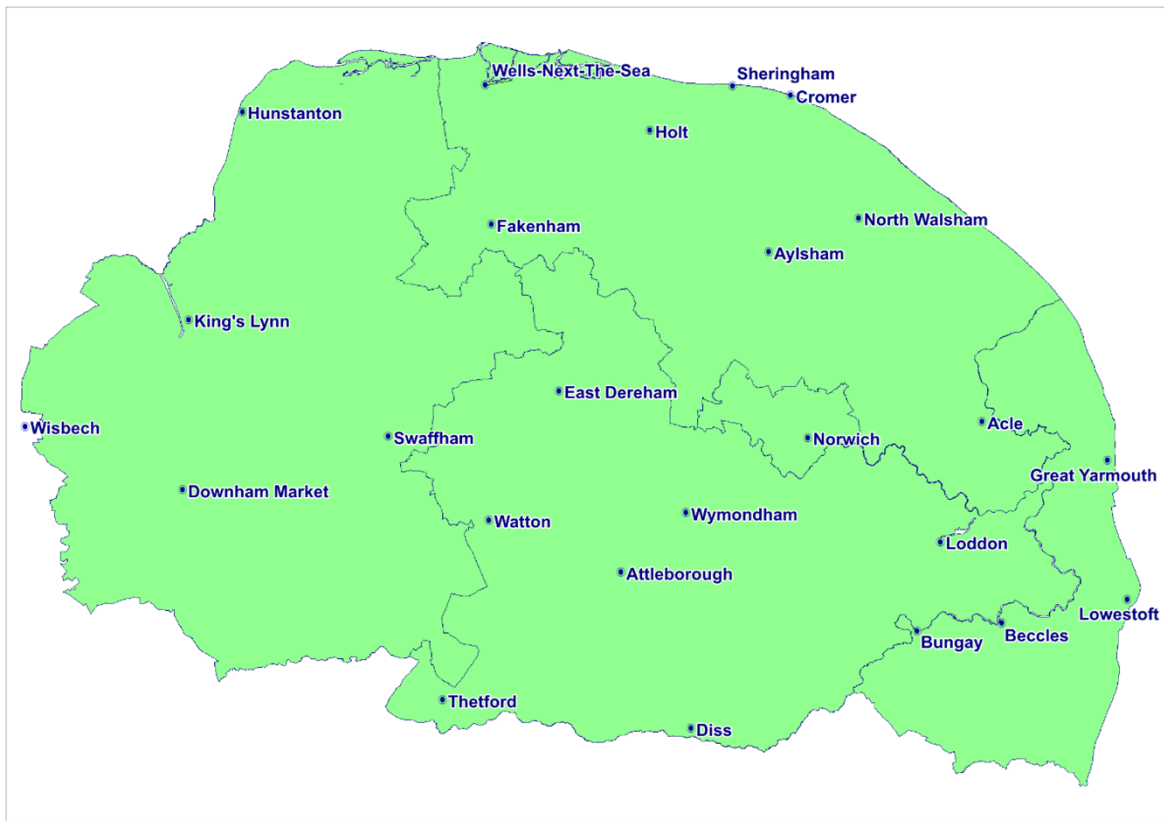 Wells-Next-The-Sea
Sheringham
Cromer
Hunstanton
Holt
North Walsham
Fakenham
Aylsham
King's Lynn
East Dereham
Acle
Wisbech
Swaffham
Norwich
Great Yarmouth
Downham Market
Wymondham
Watton
Loddon
Attleborough
Lowestoft
Beccles
Bungay
Thetford
Diss